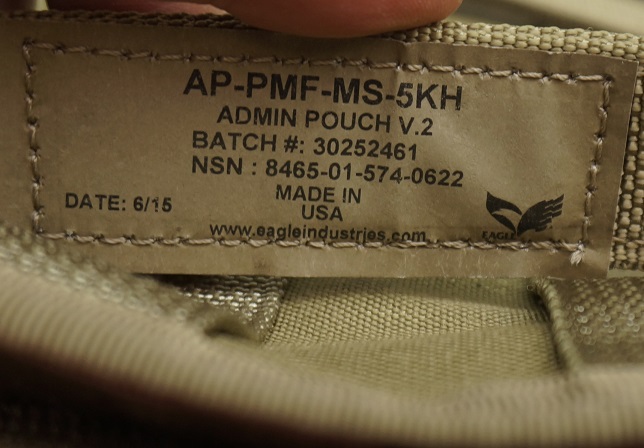 AP-PMF-MS-5KH
ADMIN POUCH V.2
BATCH #: 30252461
NSN : 8465-01-574-0622
MADE IN
USA
DATE: 6/15
www.eagleindustries.com
EAGLE